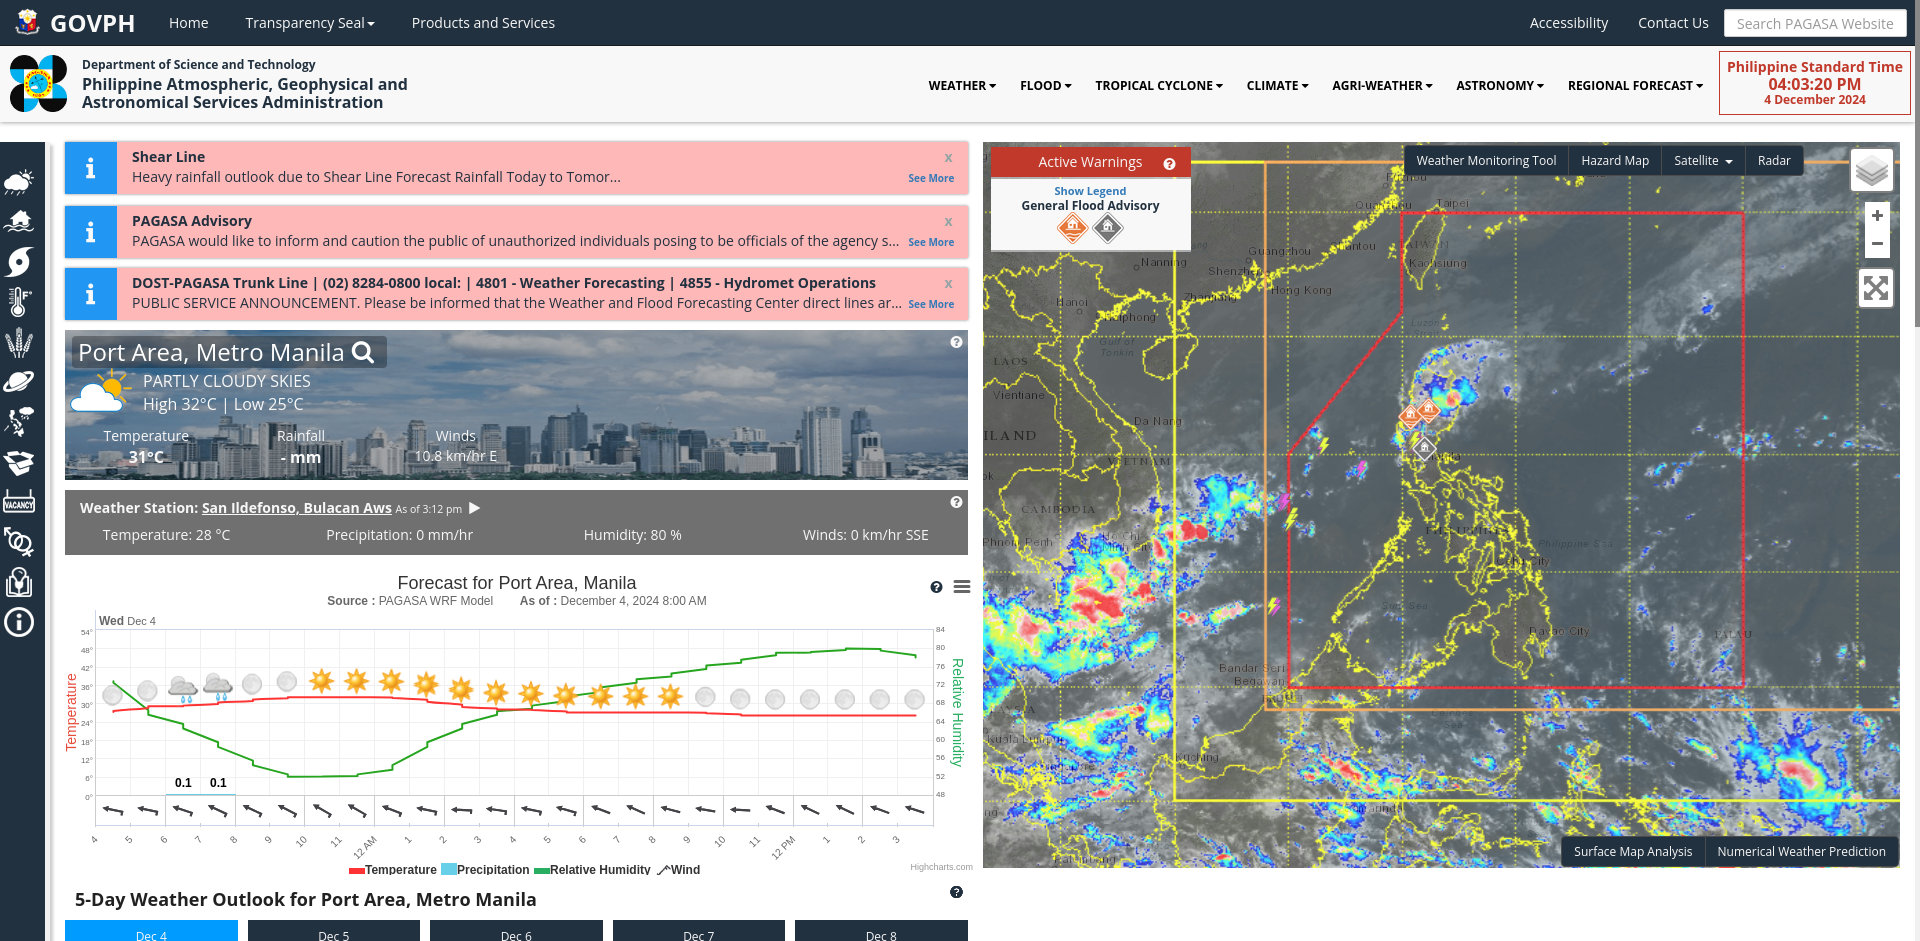 GOVPH
Home
Transparency Seal
Products and Services
Accessibility
Contact Us
Search PAGASA Website
Department of Science and Technology
Philippine Atmospheric, Geophysical and
Astronomical Services Administration
WEATHER
FLOOD
TROPICAL CYCLONE
CLIMATE
AGRI-WEATHER
ASTRONOMY
REGIONAL FORECAST
Philippine Standard Time
04:03:20 PM
4 December 2024
Shear Line
x
Heavy rainfall outlook due to Shear Line Forecast Rainfall Today to Tomor...
See More
PAGASA Advisory
x
PAGASA would like to inform and caution the public of unauthorized individuals posing to be officials of the agency s...
See More
DOST-PAGASA Trunk Line | (02) 8284-0800 local: | 4801 - Weather Forecasting | 4855 - Hydromet Operations
x
PUBLIC SERVICE ANNOUNCEMENT. Please be informed that the Weather and Flood Forecasting Center direct lines ar...
See More
VACANCY
Port Area, Metro Manila
PARTLY CLOUDY SKIES
High 32°C | Low 25°C
Temperature
31°C
Rainfall
- mm
Winds
10.8 km/hr E
Weather Station: San Ildefonso, Bulacan Aws As of 3:12 pm
Temperature: 28 °C
Precipitation: 0 mm/hr
Humidity: 80 %
Winds: 0 km/hr SSE
Forecast for Port Area, Manila
Source : PAGASA WRF Model As of : December 4, 2024 8:00 AM
Wed Dec 4
Temperature
54°
48°
42°
36°
30°
24°
18°
12°
6°
0°
84
80
76
72
68
64
60
56
52
48
Relative Humidity
0.1
0.1
4 5 6 7 8 9 10 11 12 AM 1 2 3 4 5 6 7 8 9 10 11 12 PM 1 2 3
Temperature Precipitation Relative Humidity Wind
Highcharts.com
5-Day Weather Outlook for Port Area, Metro Manila
Dec 4
Dec 5
Dec 6
Dec 7
Dec 8
Active Warnings
Show Legend
General Flood Advisory
Weather Monitoring Tool
Hazard Map
Satellite
Radar
+
−
Taipei
TAIWAN
Kaohsiung
Guangzhou
Shantou
Nanning
Shenzhen
Hong Kong
Zhanjiang
Hanoi
Haiphong
Gulf of
Tonkin
Luzon
LAOS
Vientiane
Da Nang
VIETNAM
CAMBODIA
Phnom Penh
Philippine Sea
Sulu Sea
Davao City
PALAU
Bandar Seri
Begawan
Kuala Lumpur
Kuching
Surface Map Analysis
Numerical Weather Prediction